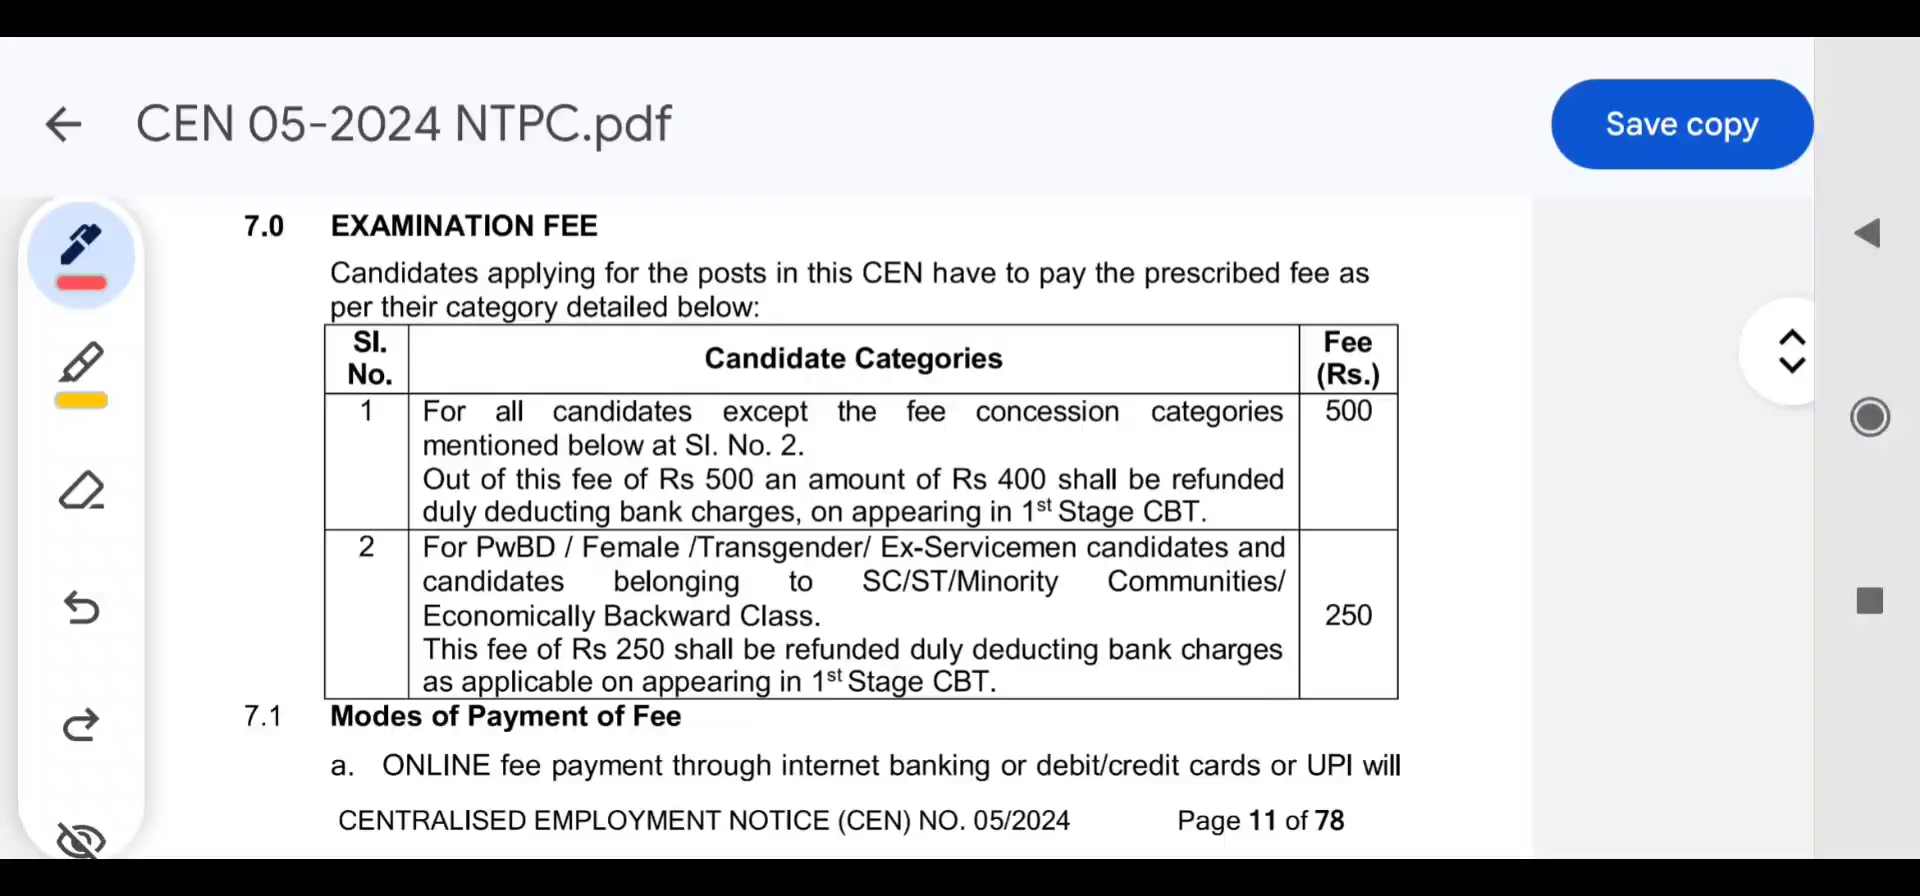 CEN 05-2024 NTPC.pdf
Save copy
7.0 EXAMINATION FEE
Candidates applying for the posts in this CEN have to pay the prescribed fee as
per their category detailed below:
Sl. No. Candidate Categories Fee (Rs.)
1 For all candidates except the fee concession categories 500
mentioned below at Sl. No. 2.
Out of this fee of Rs 500 an amount of Rs 400 shall be refunded
duly deducting bank charges, on appearing in 1st Stage CBT.
2 For PwBD / Female /Transgender/ Ex-Servicemen candidates and
candidates belonging to SC/ST/Minority Communities/
Economically Backward Class. 250
This fee of Rs 250 shall be refunded duly deducting bank charges
as applicable on appearing in 1st Stage CBT.
7.1 Modes of Payment of Fee
a. ONLINE fee payment through internet banking or debit/credit cards or UPI will
CENTRALISED EMPLOYMENT NOTICE (CEN) NO. 05/2024 Page 11 of 78